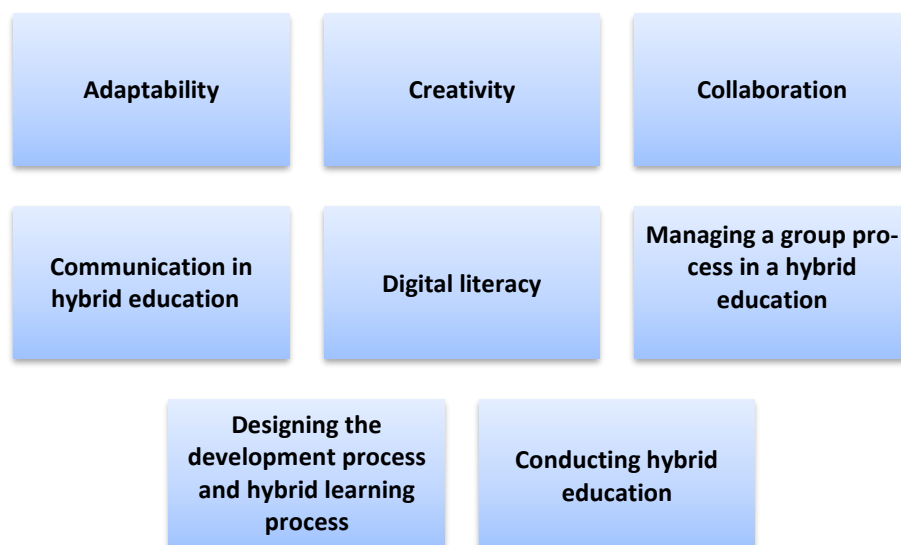 Adaptability
Creativity
Collaboration
Communication in
hybrid education
Digital literacy
Managing a group pro-
cess in a hybrid
education
Designing the
development process
and hybrid learning
process
Conducting hybrid
education